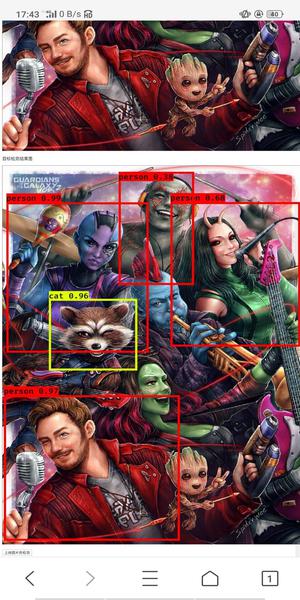 17:43
0 B/s
80
Spidervee
目标检测结果图
GUARDIANS
OF THE GALAXY
person 0.38
person 0.99
person 0.68
cat 0.96
person 0.97
Spidervee
上传图片并检测
1